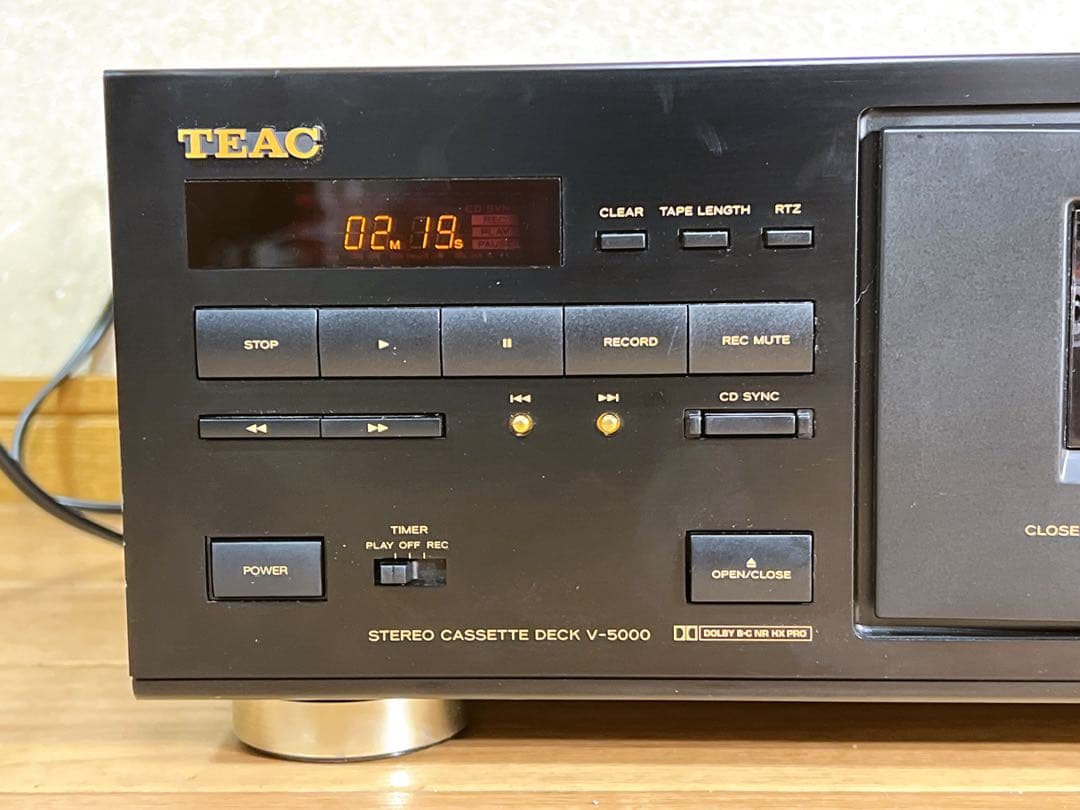 TEAC
CD SYNC
REC
PLAY
PAUSE
02M 19S
CLEAR TAPE LENGTH RTZ
STOP ▶ ⏸ RECORD REC MUTE
⏮ ⏭ CD SYNC
◀◀ ▶▶
TIMER
PLAY OFF REC
POWER
⏏
OPEN/CLOSE
CLOSE
STEREO CASSETTE DECK V-5000 DOLBY B·C NR HX PRO